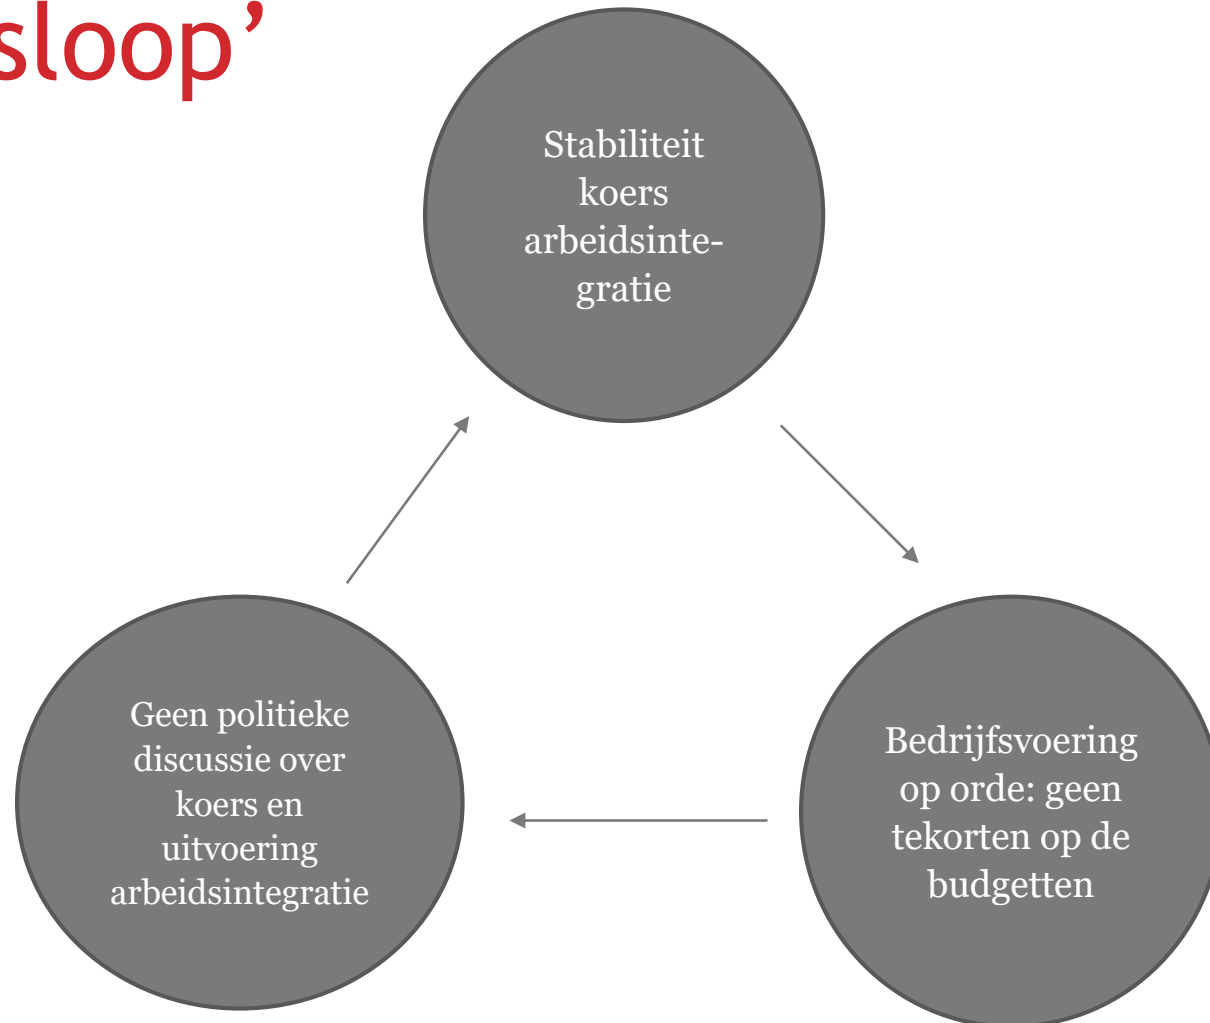 sloop’
Stabiliteit
koers
arbeidsinte-
gratie
Geen politieke
discussie over
koers en
uitvoering
arbeidsintegratie
Bedrijfsvoering
op orde: geen
tekorten op de
budgetten